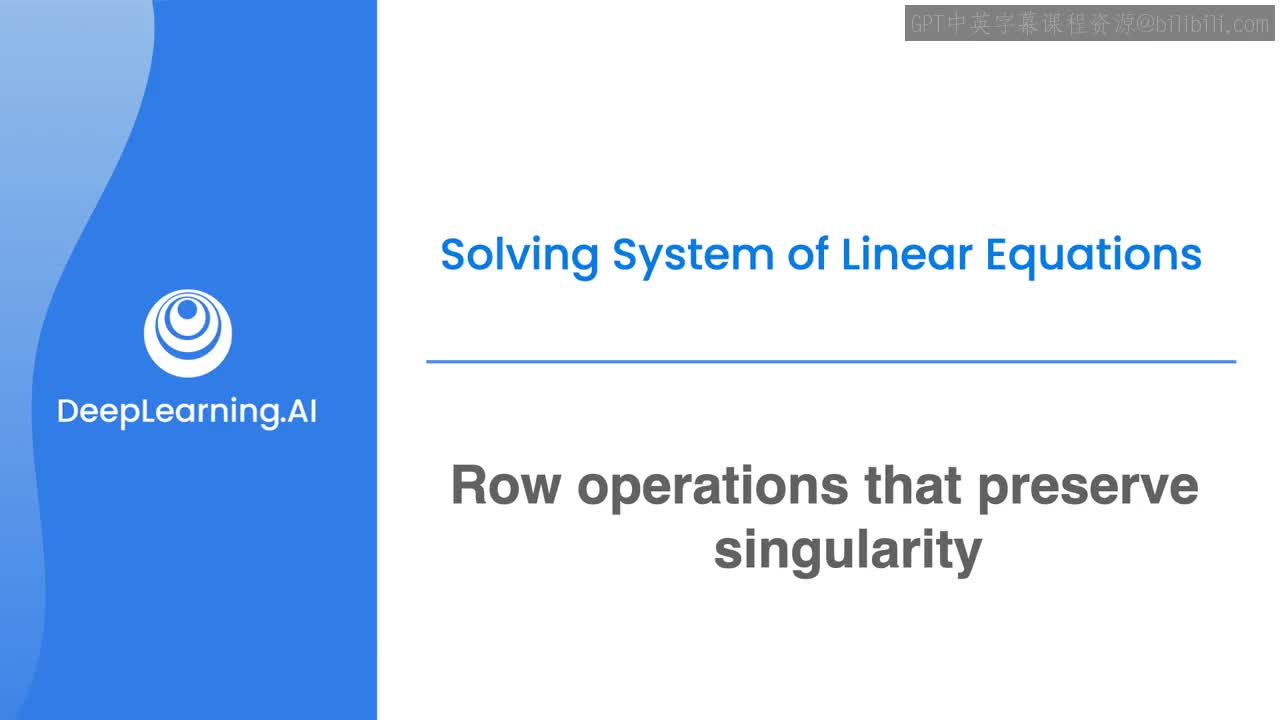 GPT中英字幕课程资源@bilibili.com
Solving System of Linear Equations
DeepLearning.AI
Row operations that preserve
singularity